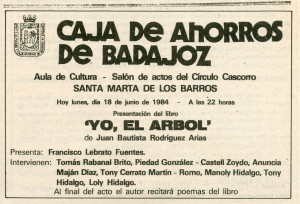 CAJA DE AHORROS
DE BADAJOZ
Aula de Cultura - Salón de actos del Círculo Cascorro
SANTA MARTA DE LOS BARROS
Hoy lunes, día 18 de junio de 1984 - A las 22 horas
Presentación del libro
'YO, EL ARBOL'
de Juan Bautista Rodríguez Arias
Presenta: Francisco Lebrato Fuentes.
Intervienen: Tomás Rabanal Brito, Piedad González - Castell Zoydo, Anuncia
Maján Díaz, Tony Cerrato Martín - Romo, Manoly Hidalgo, Tony
Hidalgo, Loly Hidalgo.
Al final del acto el autor recitará poemas del libro